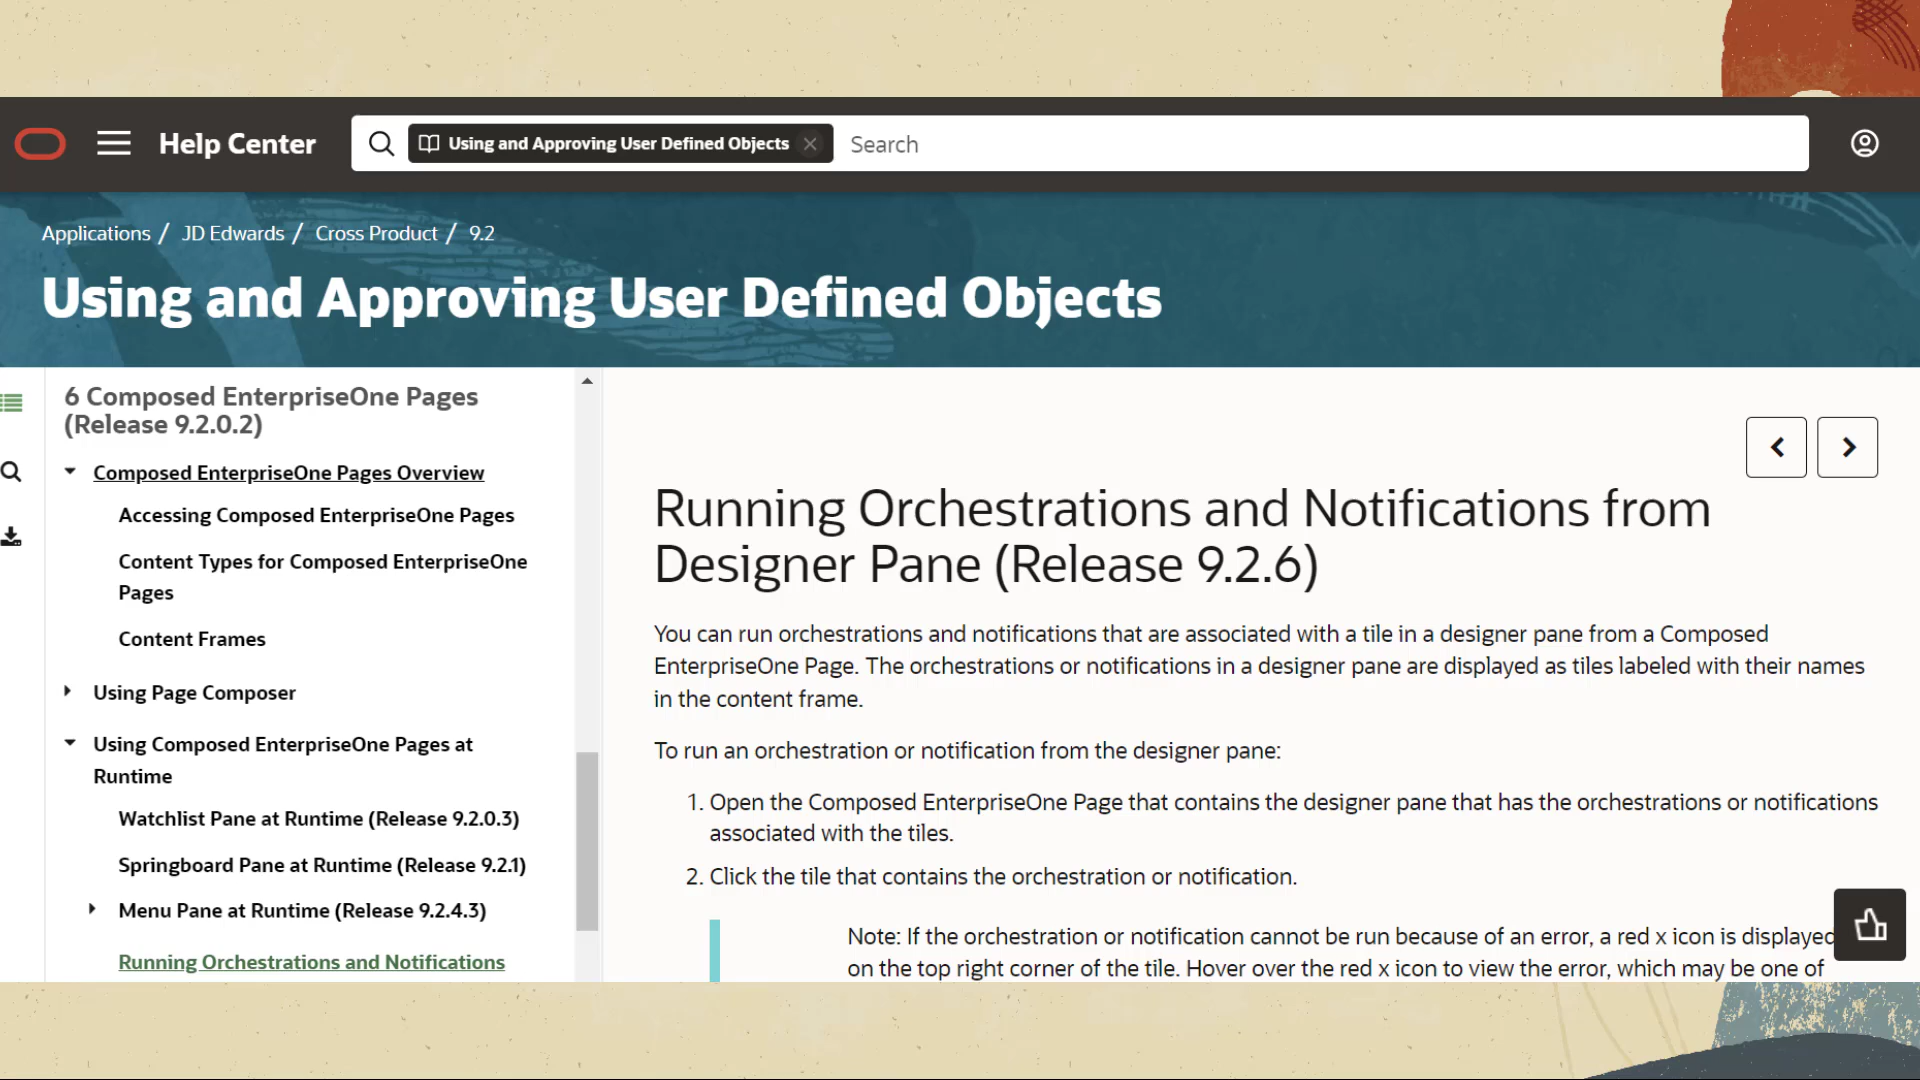 Help Center
Using and Approving User Defined Objects
Search
Applications / JD Edwards / Cross Product / 9.2
Using and Approving User Defined Objects
6 Composed EnterpriseOne Pages
(Release 9.2.0.2)
Composed EnterpriseOne Pages Overview
Accessing Composed EnterpriseOne Pages
Content Types for Composed EnterpriseOne
Pages
Content Frames
Using Page Composer
Using Composed EnterpriseOne Pages at
Runtime
Watchlist Pane at Runtime (Release 9.2.0.3)
Springboard Pane at Runtime (Release 9.2.1)
Menu Pane at Runtime (Release 9.2.4.3)
Running Orchestrations and Notifications
Running Orchestrations and Notifications from
Designer Pane (Release 9.2.6)
You can run orchestrations and notifications that are associated with a tile in a designer pane from a Composed
EnterpriseOne Page. The orchestrations or notifications in a designer pane are displayed as tiles labeled with their names
in the content frame.
To run an orchestration or notification from the designer pane:
1. Open the Composed EnterpriseOne Page that contains the designer pane that has the orchestrations or notifications
associated with the tiles.
2. Click the tile that contains the orchestration or notification.
Note: If the orchestration or notification cannot be run because of an error, a red x icon is displayed
on the top right corner of the tile. Hover over the red x icon to view the error, which may be one of